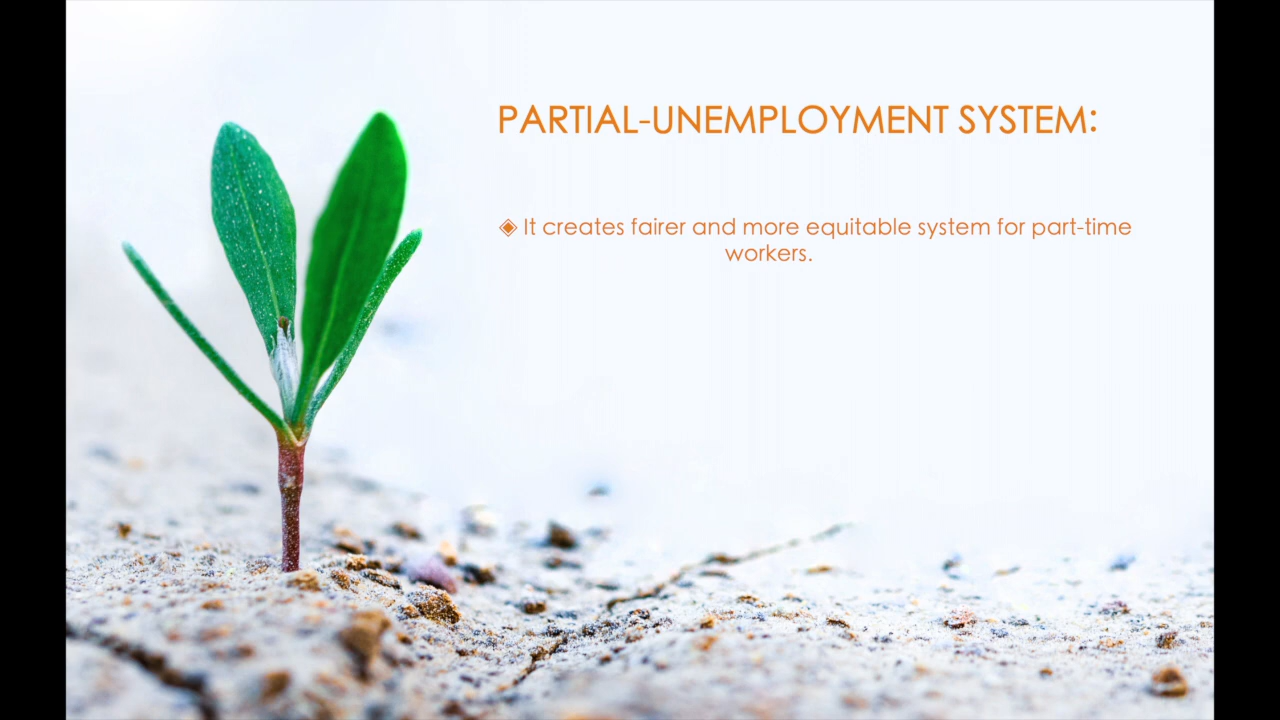 PARTIAL-UNEMPLOYMENT SYSTEM:
◈ It creates fairer and more equitable system for part-time
workers.